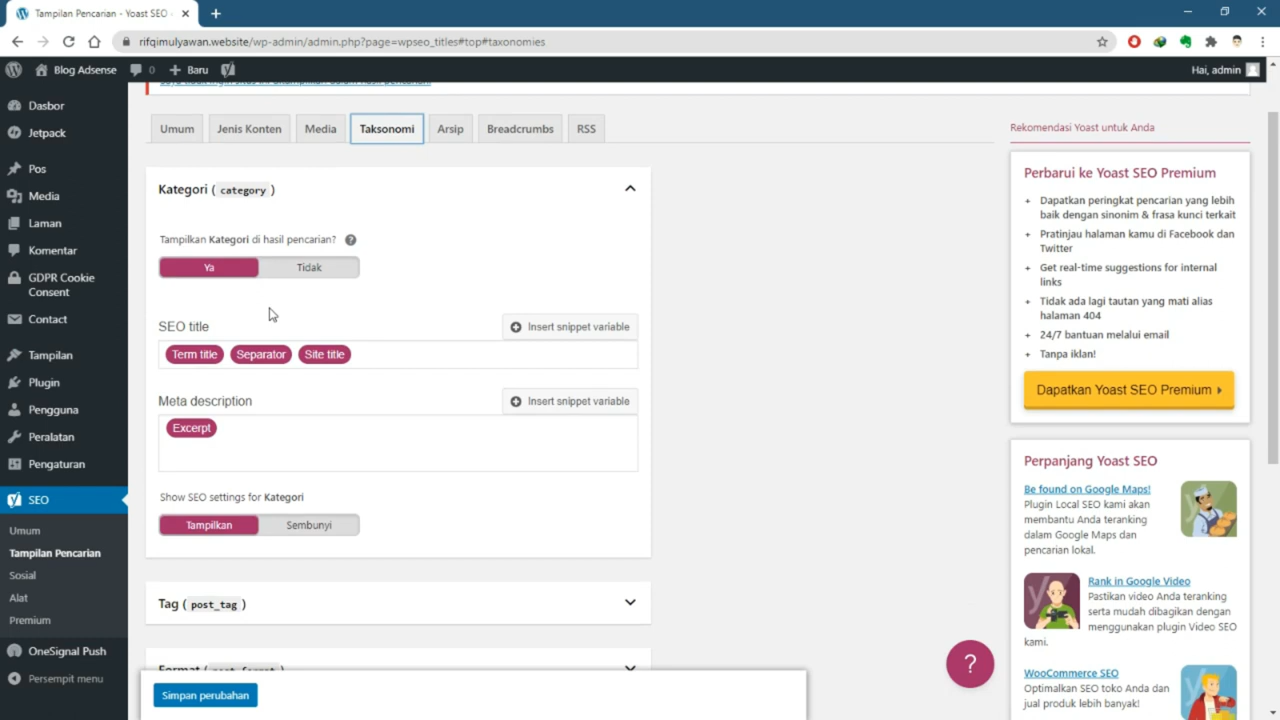 Tampilan Pencarian - Yoast SEO
rifqimulyawan.website/wp-admin/admin.php?page=wpseo_titles#top#taxonomies
Blog Adsense
0
Baru
Hai, admin
Dasbor
Jetpack
Pos
Media
Laman
Komentar
GDPR Cookie
Consent
Contact
Tampilan
Plugin
Pengguna
Peralatan
Pengaturan
SEO
Umum
Tampilan Pencarian
Sosial
Alat
Premium
OneSignal Push
Persempit menu
Umum
Jenis Konten
Media
Taksonomi
Arsip
Breadcrumbs
RSS
Kategori ( category )
Tampilkan Kategori di hasil pencarian? ?
Ya
Tidak
SEO title
Insert snippet variable
Term title
Separator
Site title
Meta description
Insert snippet variable
Excerpt
Show SEO settings for Kategori
Tampilkan
Sembunyi
Tag ( post_tag )
Simpan perubahan
?
Rekomendasi Yoast untuk Anda
Perbarui ke Yoast SEO Premium
+ Dapatkan peringkat pencarian yang lebih
baik dengan sinonim & frasa kunci terkait
+ Pratinjau halaman kamu di Facebook dan
Twitter
+ Get real-time suggestions for internal
links
+ Tidak ada lagi tautan yang mati alias
halaman 404
+ 24/7 bantuan melalui email
+ Tanpa iklan!
Dapatkan Yoast SEO Premium
Perpanjang Yoast SEO
Be found on Google Maps!
Plugin Local SEO kami akan
membantu Anda teranking
dalam Google Maps dan
pencarian lokal.
Rank in Google Video
Pastikan video Anda teranking
serta mudah dibagikan dengan
menggunakan plugin Video SEO
kami.
WooCommerce SEO
Optimalkan SEO toko Anda dan
jual produk lebih banyak!